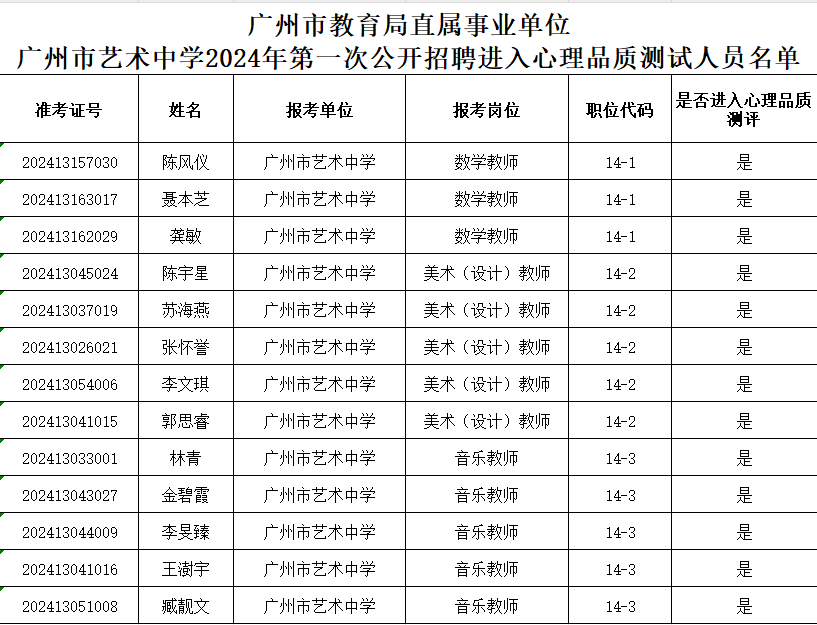 广州市教育局直属事业单位
广州市艺术中学2024年第一次公开招聘进入心理品质测试人员名单
准考证号 姓名 报考单位 报考岗位 职位代码 是否进入心理品质测评
202413157030 陈风仪 广州市艺术中学 数学教师 14-1 是
202413163017 聂本芝 广州市艺术中学 数学教师 14-1 是
202413162029 龚敏 广州市艺术中学 数学教师 14-1 是
202413045024 陈宇星 广州市艺术中学 美术（设计）教师 14-2 是
202413037019 苏海燕 广州市艺术中学 美术（设计）教师 14-2 是
202413026021 张怀誉 广州市艺术中学 美术（设计）教师 14-2 是
202413054006 李文琪 广州市艺术中学 美术（设计）教师 14-2 是
202413041015 郭思睿 广州市艺术中学 美术（设计）教师 14-2 是
202413033001 林青 广州市艺术中学 音乐教师 14-3 是
202413043027 金碧霞 广州市艺术中学 音乐教师 14-3 是
202413044009 李旻臻 广州市艺术中学 音乐教师 14-3 是
202413041016 王澍宇 广州市艺术中学 音乐教师 14-3 是
202413051008 臧靓文 广州市艺术中学 音乐教师 14-3 是